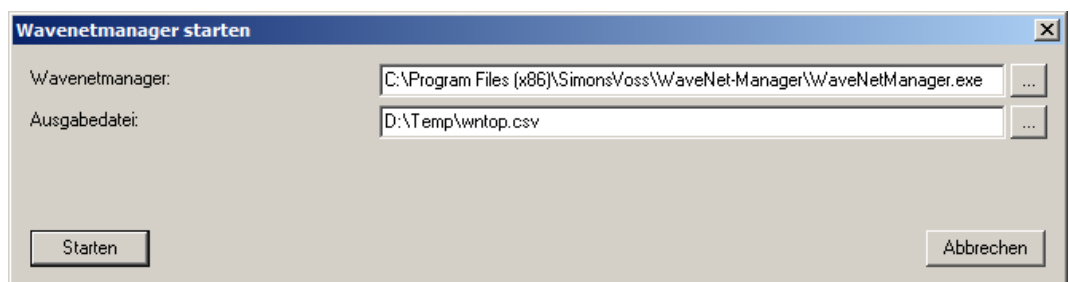 Wavenetmanager starten
Wavenetmanager: C:\Program Files (x86)\SimonsVoss\WaveNet-Manager\WaveNetManager.exe ...
Ausgabedatei: D:\Temp\wntop.csv ...
Starten Abbrechen